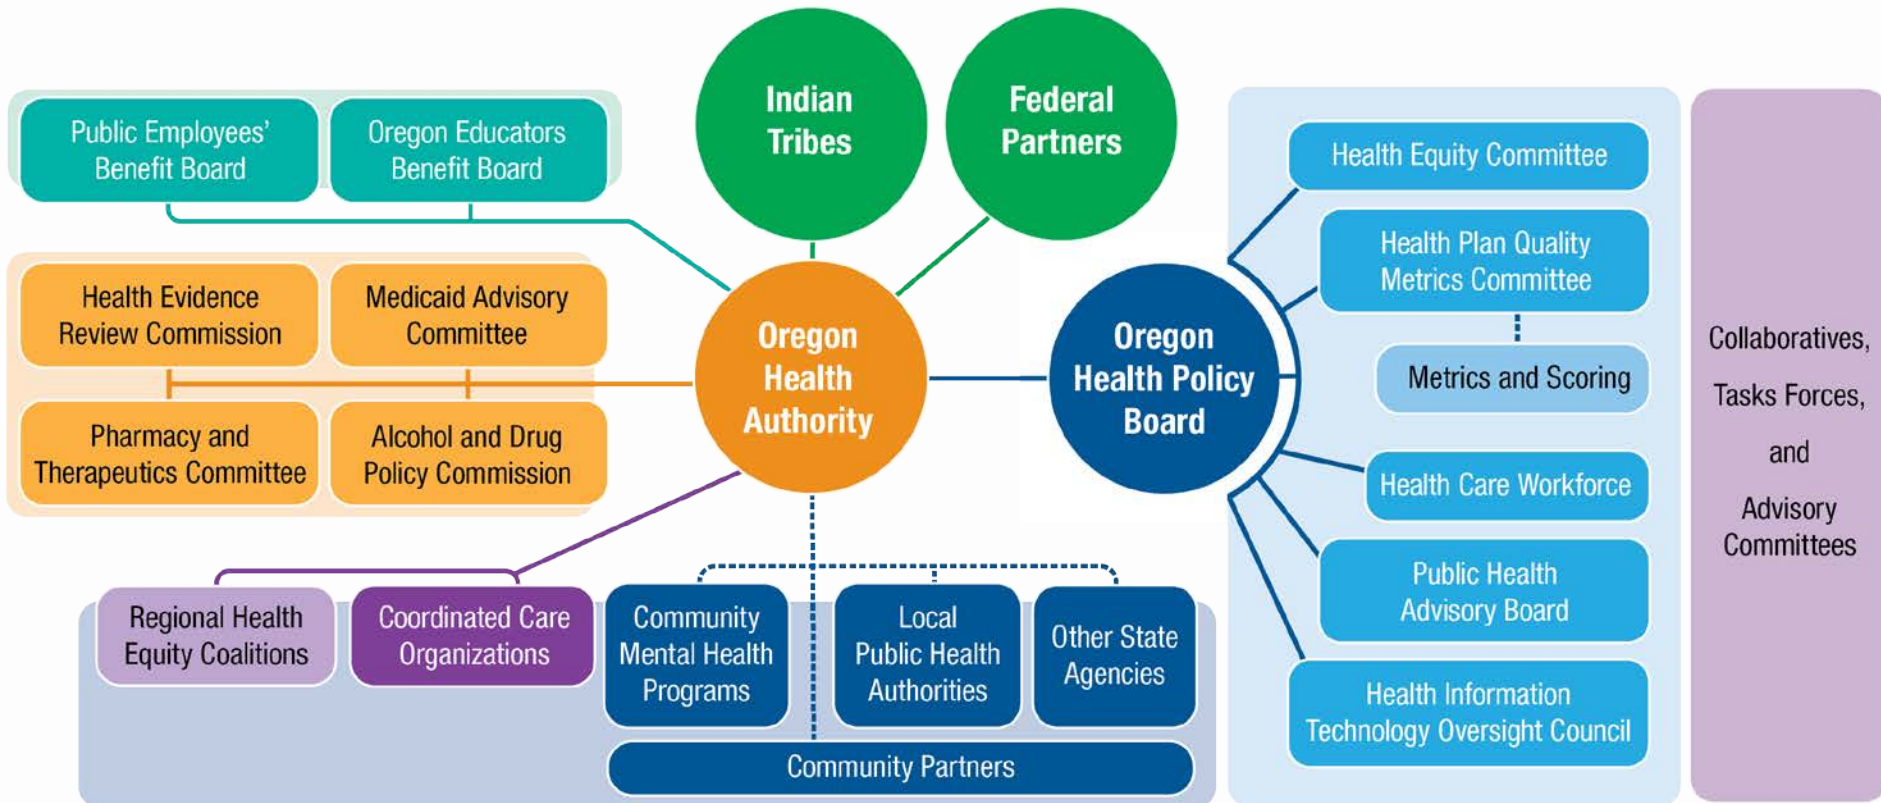 Indian
Tribes
Federal
Partners
Public Employees’
Benefit Board
Oregon Educators
Benefit Board
Health Evidence
Review Commission
Medicaid Advisory
Committee
Pharmacy and
Therapeutics Committee
Alcohol and Drug
Policy Commission
Oregon
Health
Authority
Oregon
Health Policy
Board
Health Equity Committee
Health Plan Quality
Metrics Committee
Metrics and Scoring
Health Care Workforce
Public Health
Advisory Board
Health Information
Technology Oversight Council
Collaboratives,
Tasks Forces,
and
Advisory
Committees
Regional Health
Equity Coalitions
Coordinated Care
Organizations
Community
Mental Health
Programs
Local
Public Health
Authorities
Other State
Agencies
Community Partners